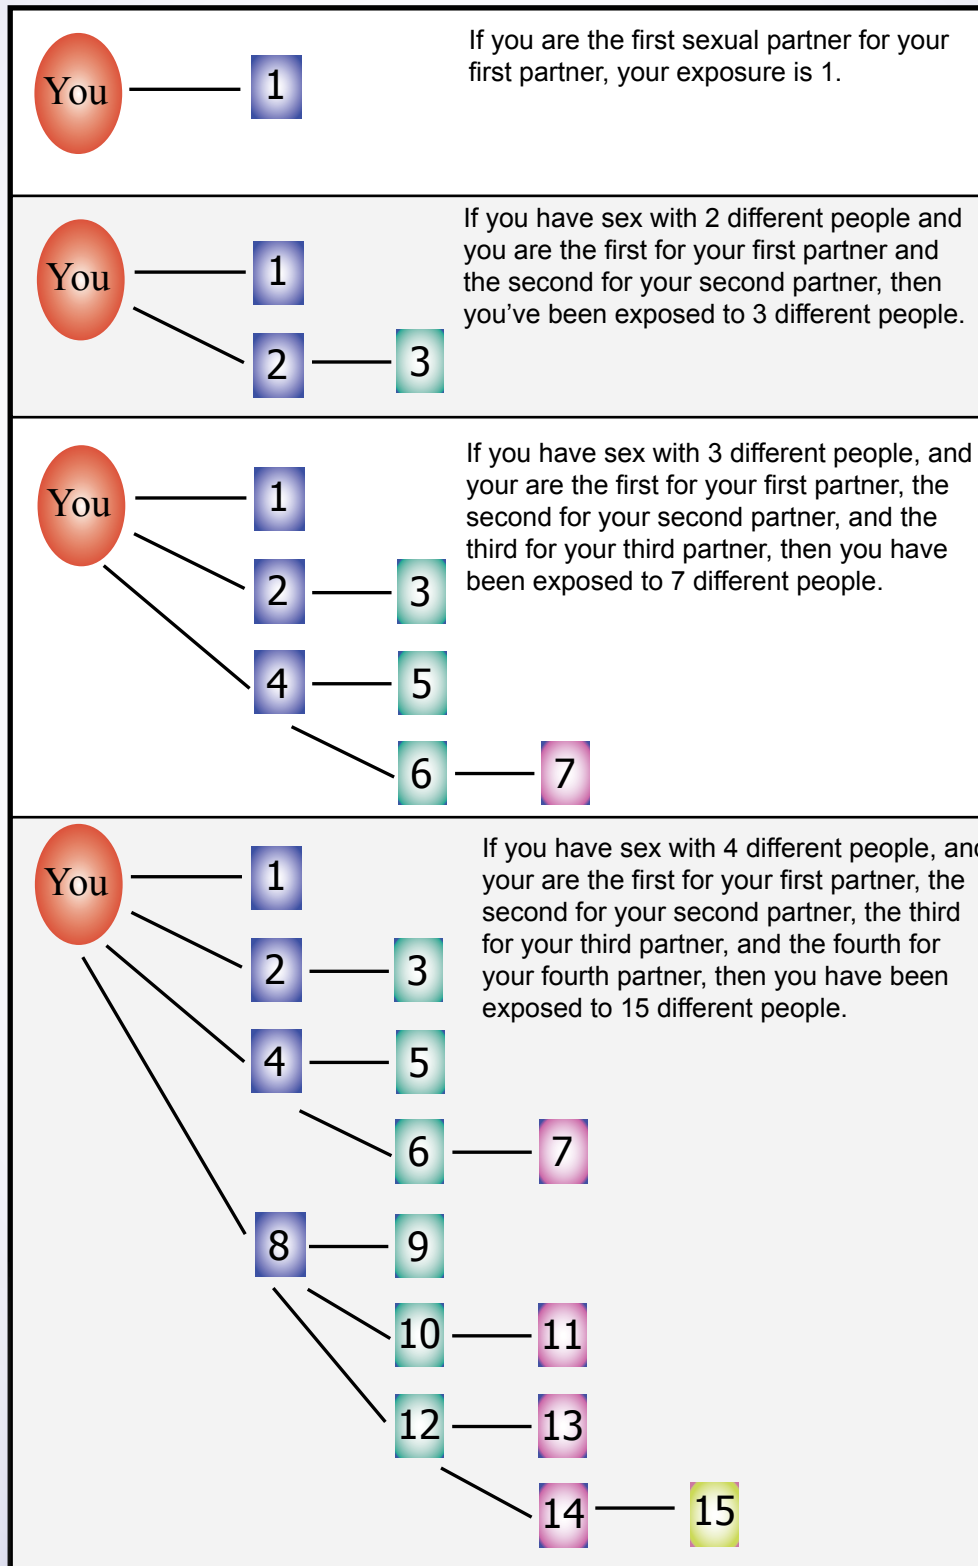 If you are the first sexual partner for your
first partner, your exposure is 1.
You
1
If you have sex with 2 different people and
you are the first for your first partner and
the second for your second partner, then
you've been exposed to 3 different people.
You
1
2
3
If you have sex with 3 different people, and
your are the first for your first partner, the
second for your second partner, and the
third for your third partner, then you have
been exposed to 7 different people.
You
1
2
3
4
5
6
7
If you have sex with 4 different people, and
your are the first for your first partner, the
second for your second partner, the third
for your third partner, and the fourth for
your fourth partner, then you have been
exposed to 15 different people.
You
1
2
3
4
5
6
7
8
9
10
11
12
13
14
15